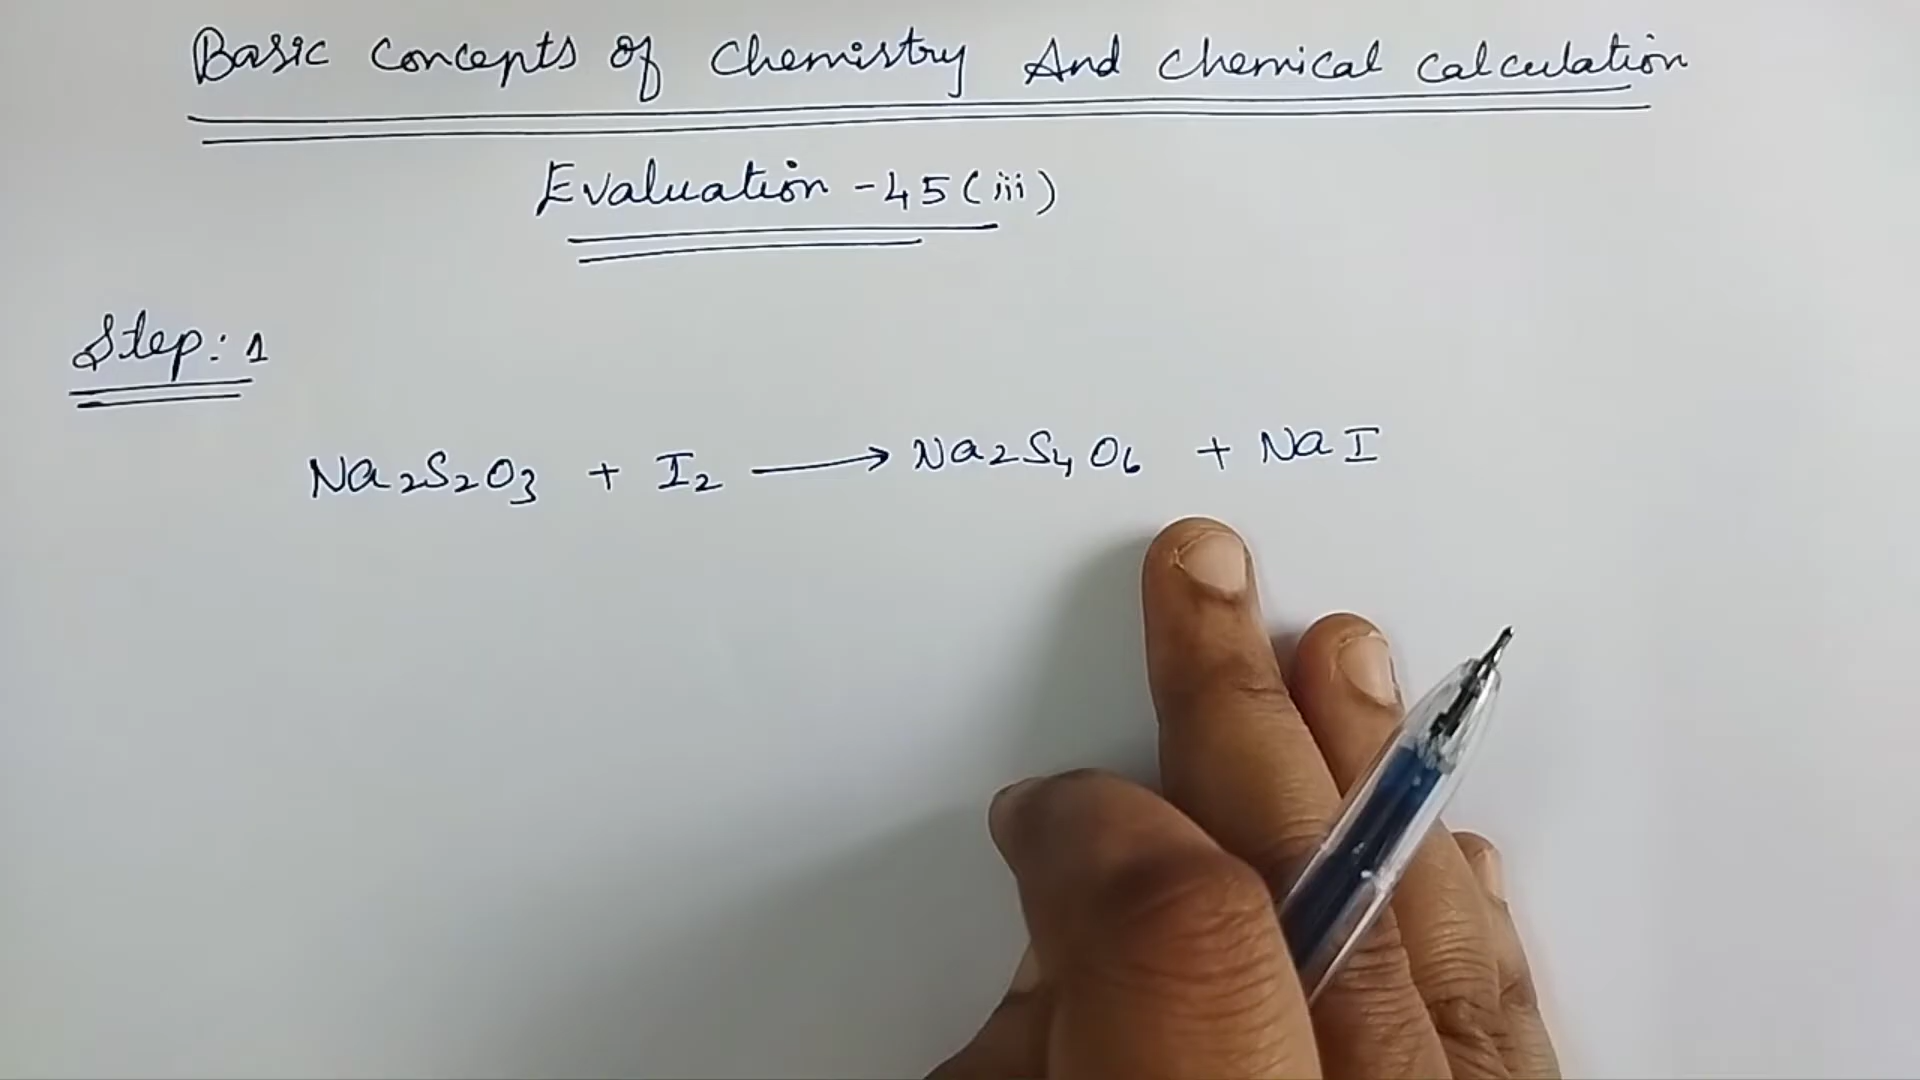 Basic Concepts Of Chemistry And Chemical Calculation
Evaluation - 45 (iii)
Step: 1
Na₂S₂O₃ + I₂ ⟶ Na₂S₄O₆ + NaI